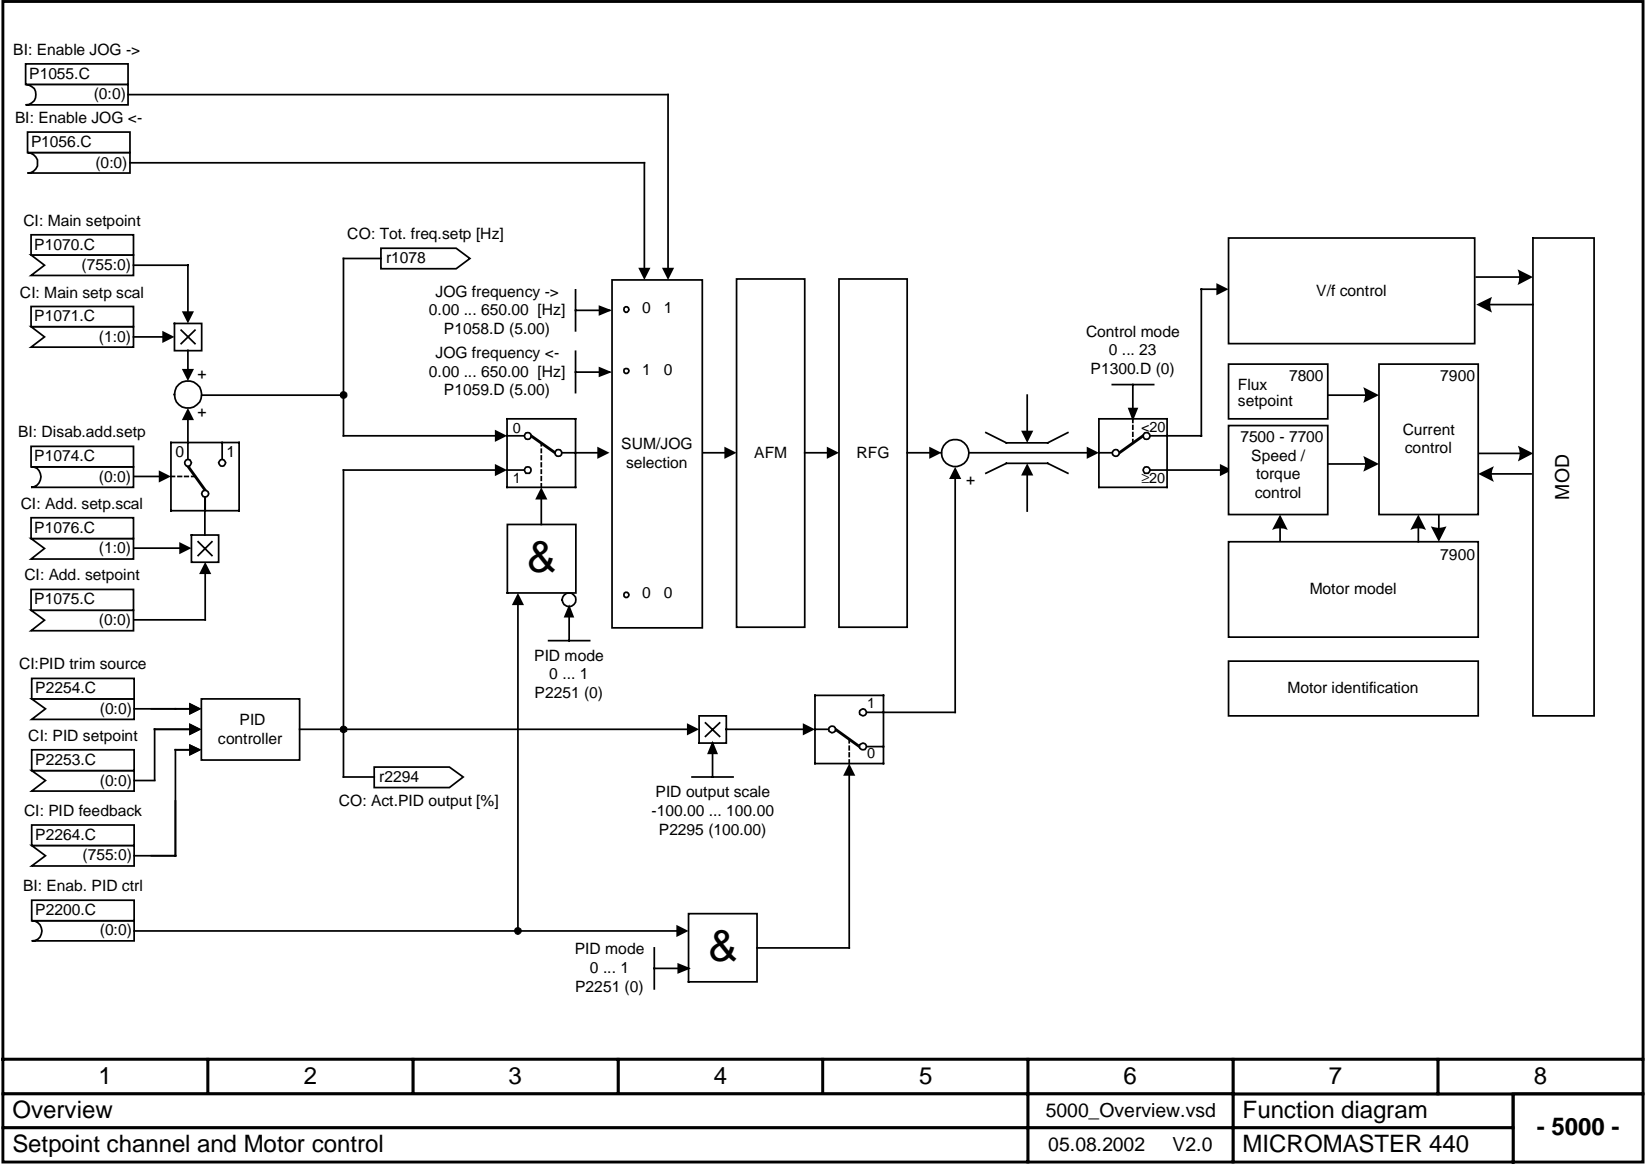 BI: Enable JOG ->
P1055.C
(0:0)
BI: Enable JOG <-
P1056.C
(0:0)
CI: Main setpoint
P1070.C
(755:0)
CI: Main setp scal
P1071.C
(1:0)
+
+
BI: Disab.add.setp
P1074.C
(0:0)
0
1
CI: Add. setp.scal
P1076.C
(1:0)
CI: Add. setpoint
P1075.C
(0:0)
CI:PID trim source
P2254.C
(0:0)
CI: PID setpoint
P2253.C
(0:0)
CI: PID feedback
P2264.C
(755:0)
BI: Enab. PID ctrl
P2200.C
(0:0)
PID
controller
CO: Tot. freq.setp [Hz]
r1078
r2294
CO: Act.PID output [%]
JOG frequency ->
0.00 ... 650.00 [Hz]
P1058.D (5.00)
JOG frequency <-
0.00 ... 650.00 [Hz]
P1059.D (5.00)
0
1
&
PID mode
0 ... 1
P2251 (0)
0 1
1 0
SUM/JOG
selection
0 0
AFM
RFG
+
PID output scale
-100.00 ... 100.00
P2295 (100.00)
1
0
PID mode
0 ... 1
P2251 (0)
&
Control mode
0 ... 23
P1300.D (0)
<20
≥20
V/f control
7800
Flux
setpoint
7500 - 7700
Speed /
torque
control
7900
Current
control
7900
Motor model
Motor identification
MOD
1 2 3 4 5 6 7 8
Overview
5000_Overview.vsd
Function diagram
- 5000 -
Setpoint channel and Motor control
05.08.2002 V2.0
MICROMASTER 440